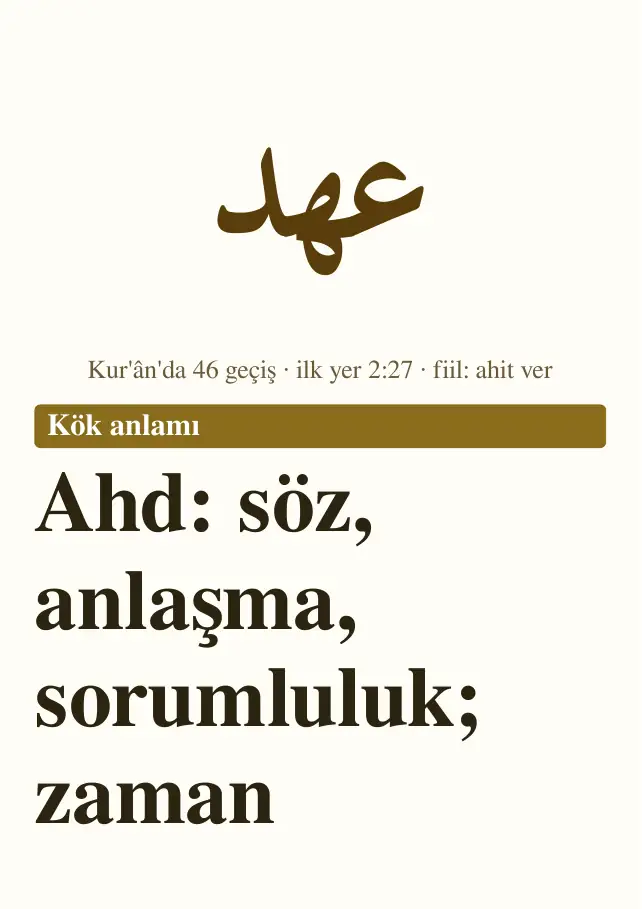 عهد
Kur'ân'da 46 geçiş · ilk yer 2:27 · fiil: ahit ver
Kök anlamı
Ahd: söz,
anlaşma,
sorumluluk;
zaman